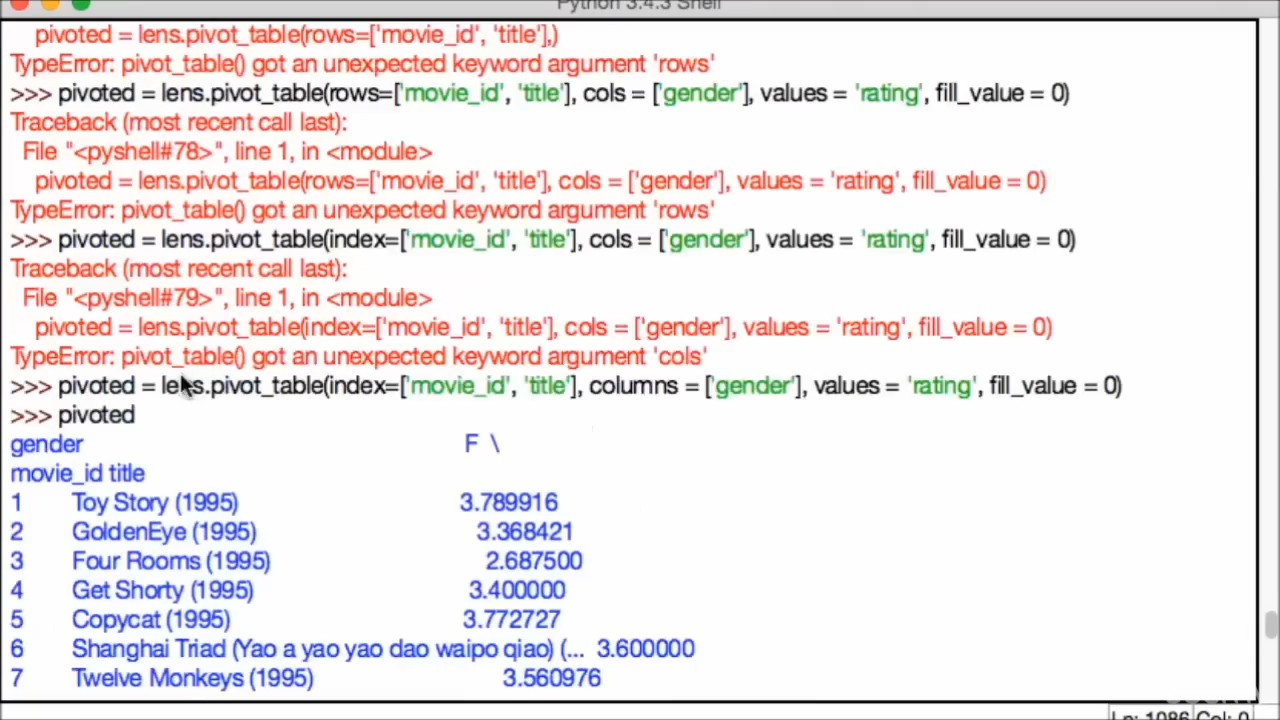 Python 3.4.3 Shell
pivoted = lens.pivot_table(rows=['movie_id', 'title'],)
TypeError: pivot_table() got an unexpected keyword argument 'rows'
>>> pivoted = lens.pivot_table(rows=['movie_id', 'title'], cols = ['gender'], values = 'rating', fill_value = 0)
Traceback (most recent call last):
File "<pyshell#78>", line 1, in <module>
pivoted = lens.pivot_table(rows=['movie_id', 'title'], cols = ['gender'], values = 'rating', fill_value = 0)
TypeError: pivot_table() got an unexpected keyword argument 'rows'
>>> pivoted = lens.pivot_table(index=['movie_id', 'title'], cols = ['gender'], values = 'rating', fill_value = 0)
Traceback (most recent call last):
File "<pyshell#79>", line 1, in <module>
pivoted = lens.pivot_table(index=['movie_id', 'title'], cols = ['gender'], values = 'rating', fill_value = 0)
TypeError: pivot_table() got an unexpected keyword argument 'cols'
>>> pivoted = lens.pivot_table(index=['movie_id', 'title'], columns = ['gender'], values = 'rating', fill_value = 0)
>>> pivoted
gender F \
movie_id title
1 Toy Story (1995) 3.789916
2 GoldenEye (1995) 3.368421
3 Four Rooms (1995) 2.687500
4 Get Shorty (1995) 3.400000
5 Copycat (1995) 3.772727
6 Shanghai Triad (Yao a yao yao dao waipo qiao) (... 3.600000
7 Twelve Monkeys (1995) 3.560976
Ln: 1086 Col: 0